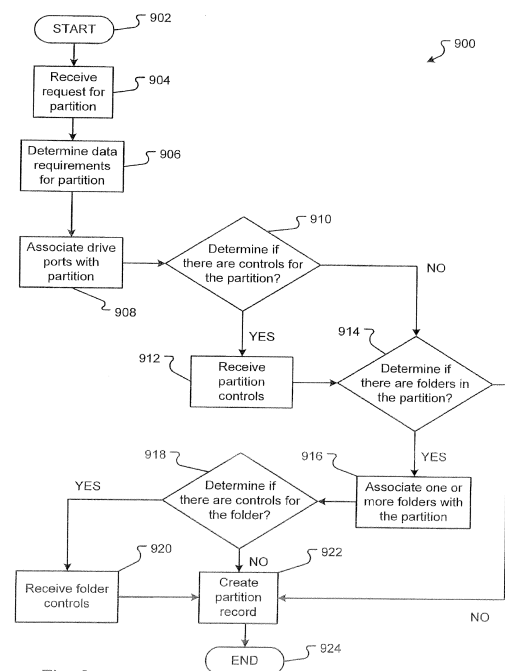 START
902
900
Receive
request for
partition
904
Determine data
requirements
for partition
906
Associate drive
ports with
partition
908
Determine if
there are controls for
the partition?
910
NO
YES
Receive
partition
controls
912
Determine if
there are folders in
the partition?
914
YES
Associate one or
more folders with
the partition
916
Determine if
there are controls for
the folder?
918
YES
NO
Receive folder
controls
920
Create
partition
record
922
NO
END
924